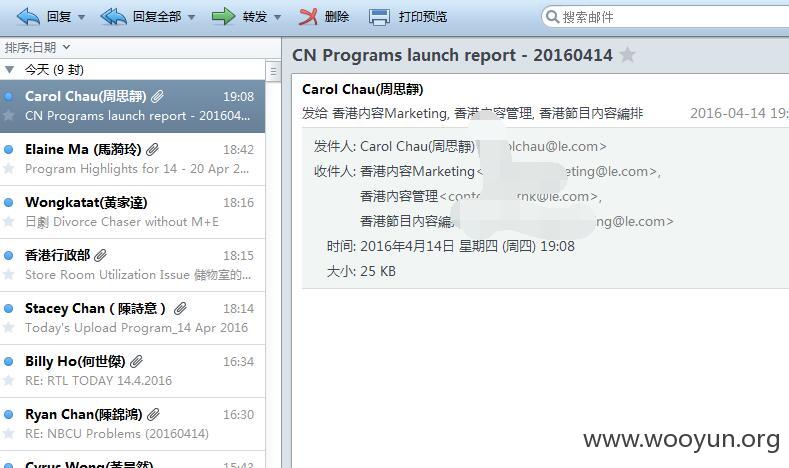 回复 回复全部 转发 删除 打印预览 搜索邮件
排序:日期
今天 (9 封)
Carol Chau(周思靜) 19:08
CN Programs launch report - 201604...
Elaine Ma (馬漪玲) 18:42
Program Highlights for 14 - 20 Apr 2...
Wongkatat(黃家達) 18:16
日劇 Divorce Chaser without M+E
香港行政部 18:15
Store Room Utilization Issue 儲物室的...
Stacey Chan ( 陳詩意 ) 18:14
Today's Upload Program_14 Apr 2016
Billy Ho(何世傑) 16:34
RE: RTL TODAY 14.4.2016
Ryan Chan(陳錦鴻) 16:30
RE: NBCU Problems (20160414)
Cyrus Wong 15:43
CN Programs launch report - 20160414
Carol Chau(周思靜)
发给 香港内容Marketing, 香港内容管理, 香港節目内容編排 2016-04-14 19:
发件人: Carol Chau(周思靜) olchau@le.com>
收件人: 香港内容Marketing< eting@le.com>,
香港内容管理<conte rnk@le.com>,
香港節目内容編 ng@le.com>
时间: 2016年4月14日 星期四 (周四) 19:08
大小: 25 KB
www.wooyun.org